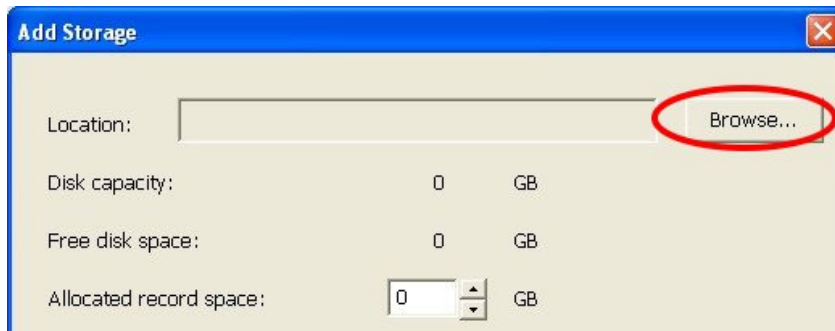 Add Storage
Location: Browse...
Disk capacity: 0 GB
Free disk space: 0 GB
Allocated record space: 0 GB